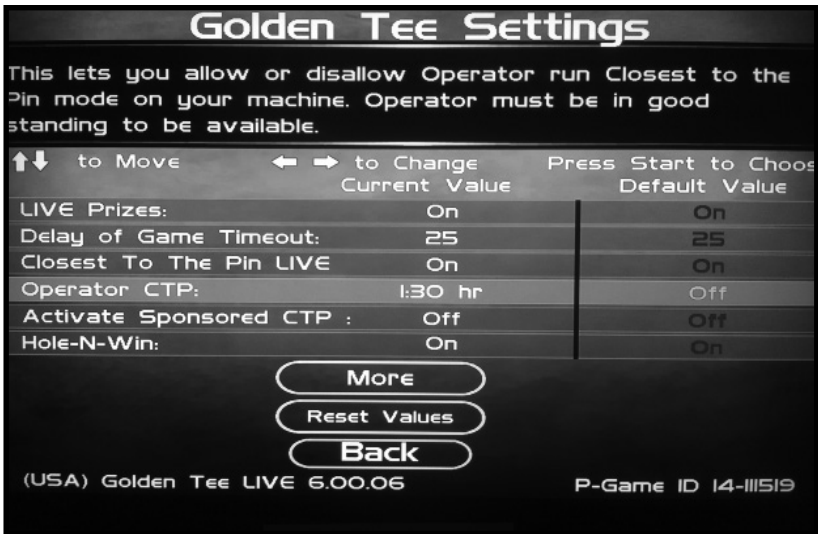 Golden Tee Settings
This lets you allow or disallow Operator run Closest to the
Pin mode on your machine. Operator must be in good
standing to be available.
to Move to Change Press Start to Choos
Current Value Default Value
LIVE Prizes: On On
Delay of Game Timeout: 25 25
Closest To The Pin LIVE On On
Operator CTP: 1:30 hr Off
Activate Sponsored CTP : Off Off
Hole-N-Win: On On
More
Reset Values
Back
(USA) Golden Tee LIVE 6.00.06 P-Game ID 14-111519